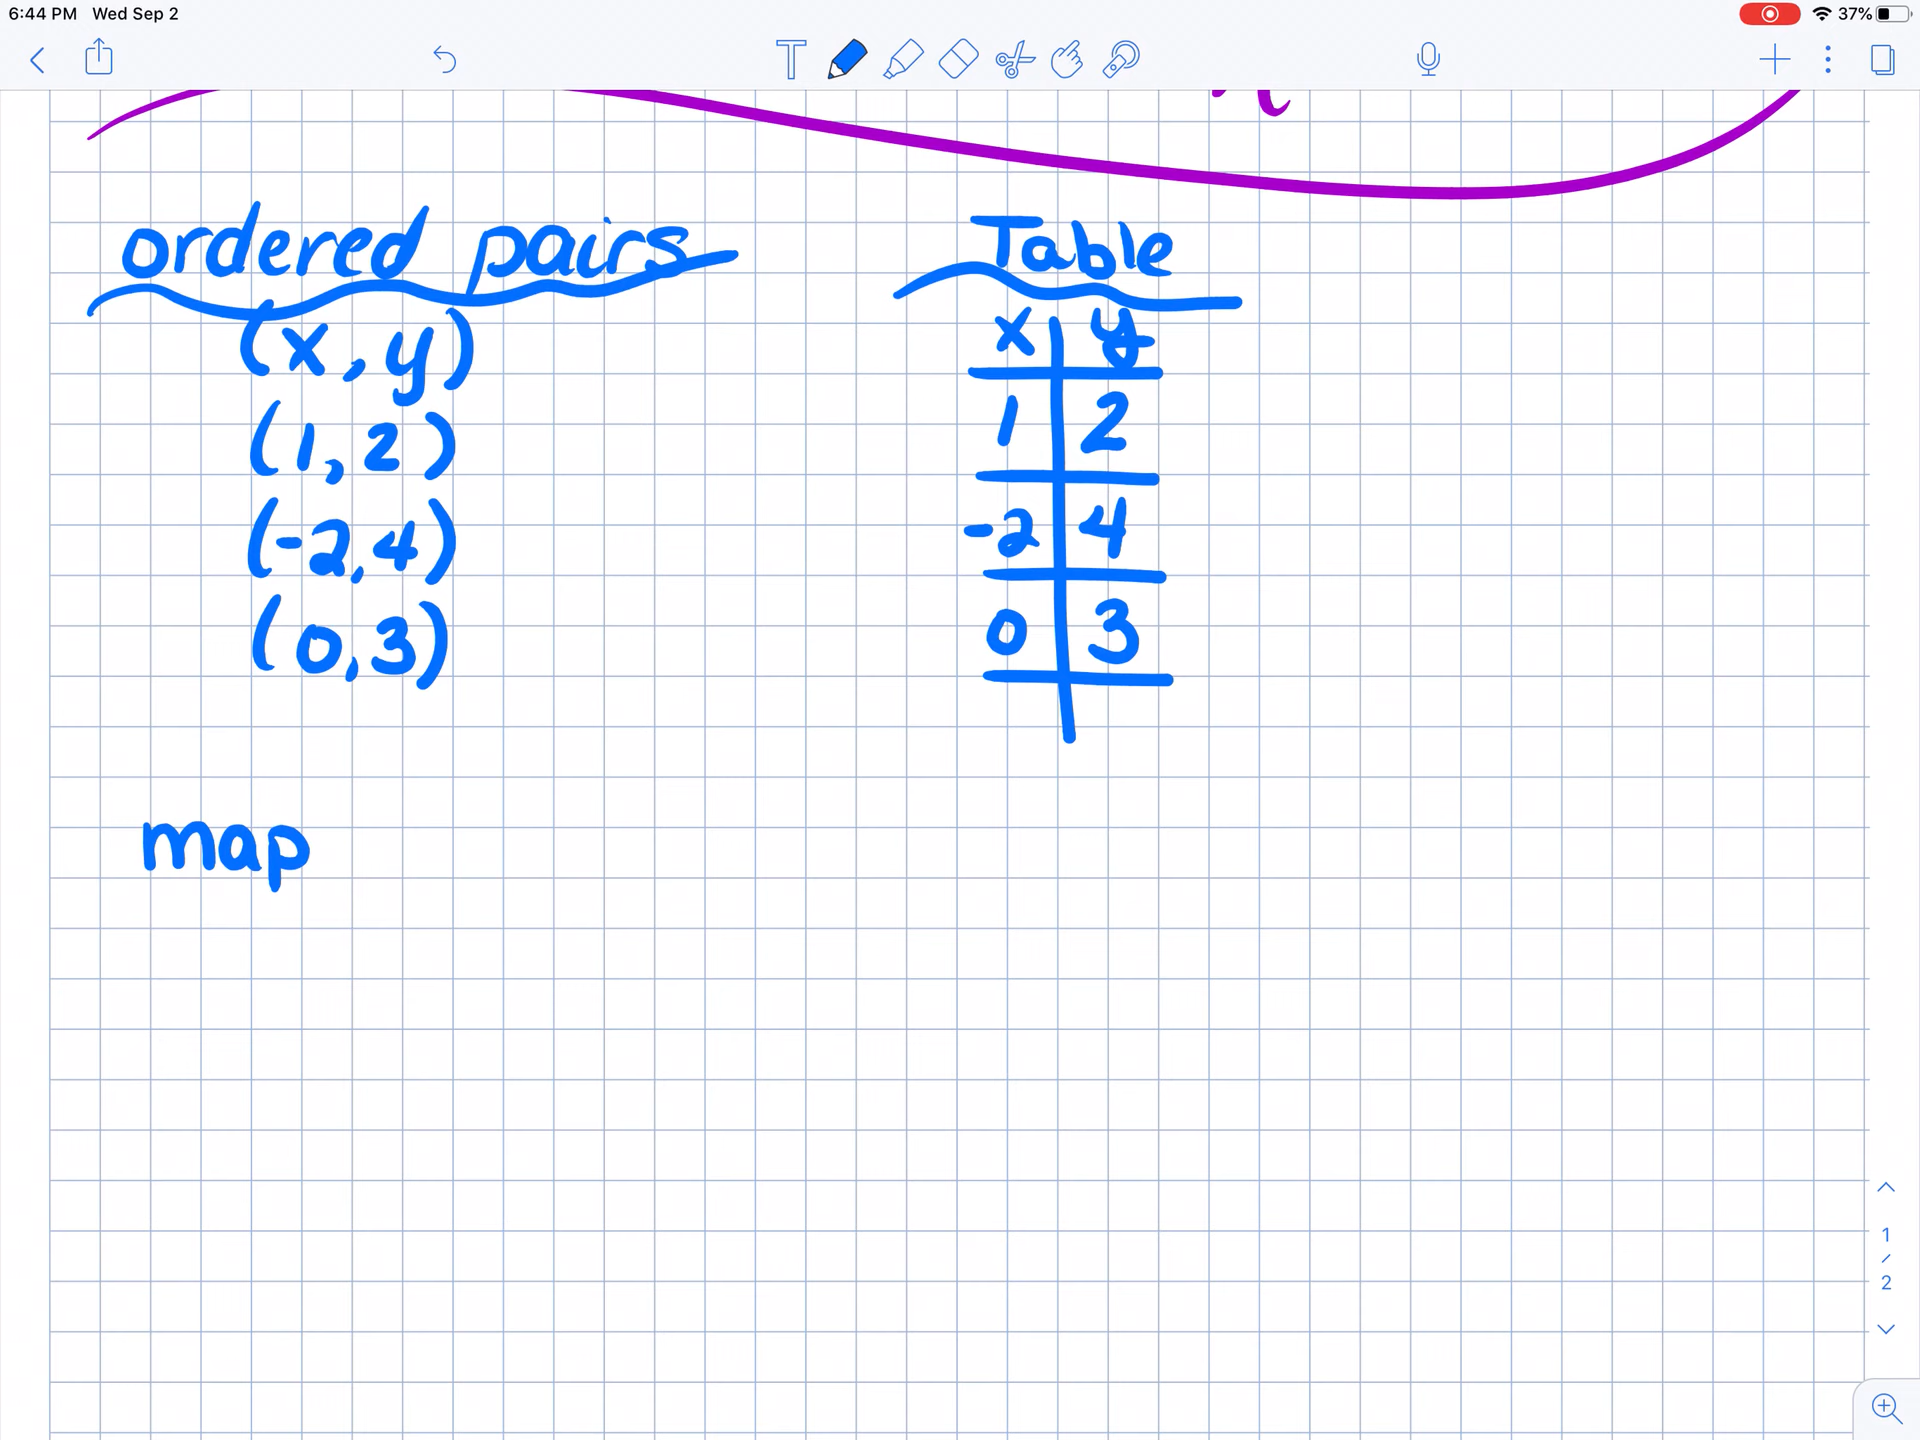 6:44 PM Wed Sep 2
37%
T
ordered pairs
(x, y)
(1, 2)
(-2, 4)
(0, 3)
Table
x y
1 2
-2 4
0 3
map
1
/
2